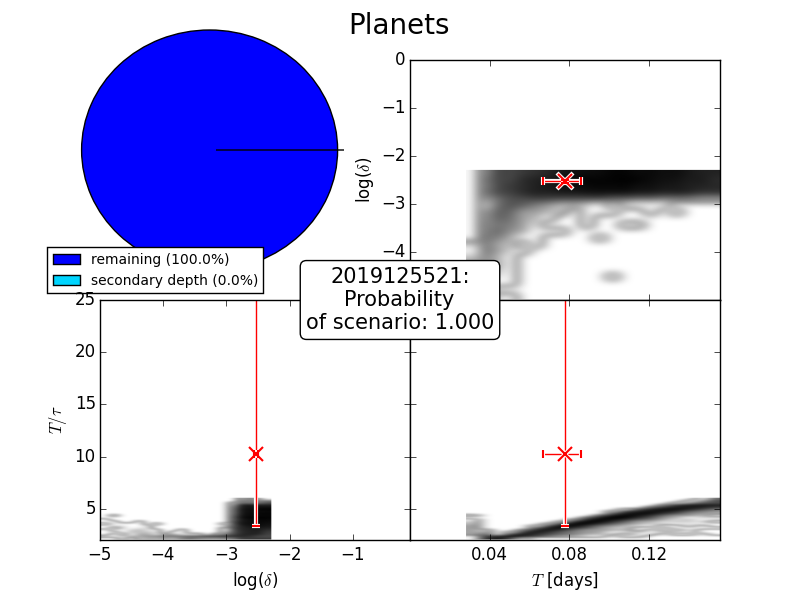 Planets
remaining (100.0%)
secondary depth (0.0%)
0
−1
−2
−3
−4
log(δ)
2019125521:
Probability
of scenario: 1.000
25
20
15
10
5
T/τ
−5
−4
−3
−2
−1
log(δ)
0.04
0.08
0.12
T [days]